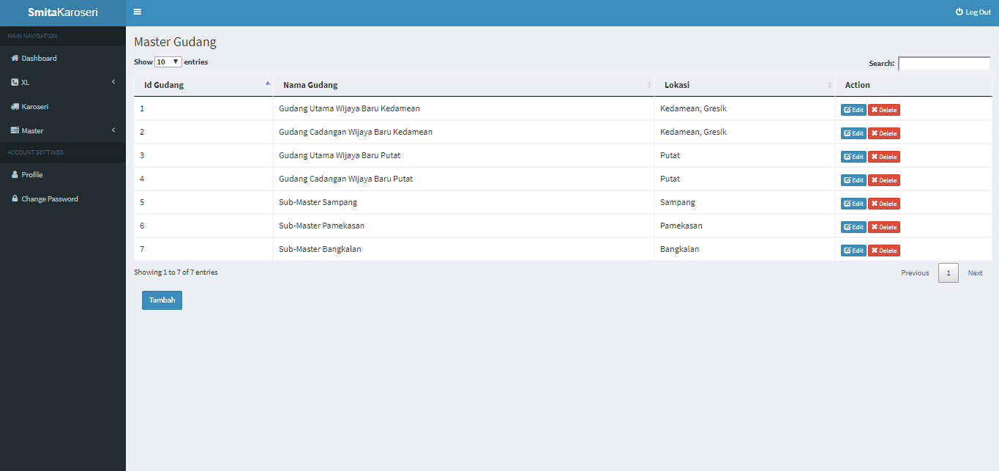 SmitaKaroseri
Log Out
MAIN NAVIGATION
Dashboard
XL
Karoseri
Master
ACCOUNT SETTINGS
Profile
Change Password
Master Gudang
Show 10 entries
Search:
Id Gudang Nama Gudang Lokasi Action
1 Gudang Utama Wijaya Baru Kedamean Kedamean, Gresik Edit Delete
2 Gudang Cadangan Wijaya Baru Kedamean Kedamean, Gresik Edit Delete
3 Gudang Utama Wijaya Baru Putat Putat Edit Delete
4 Gudang Cadangan Wijaya Baru Putat Putat Edit Delete
5 Sub-Master Sampang Sampang Edit Delete
6 Sub-Master Pamekasan Pamekasan Edit Delete
7 Sub-Master Bangkalan Bangkalan Edit Delete
Showing 1 to 7 of 7 entries
Previous 1 Next
Tambah